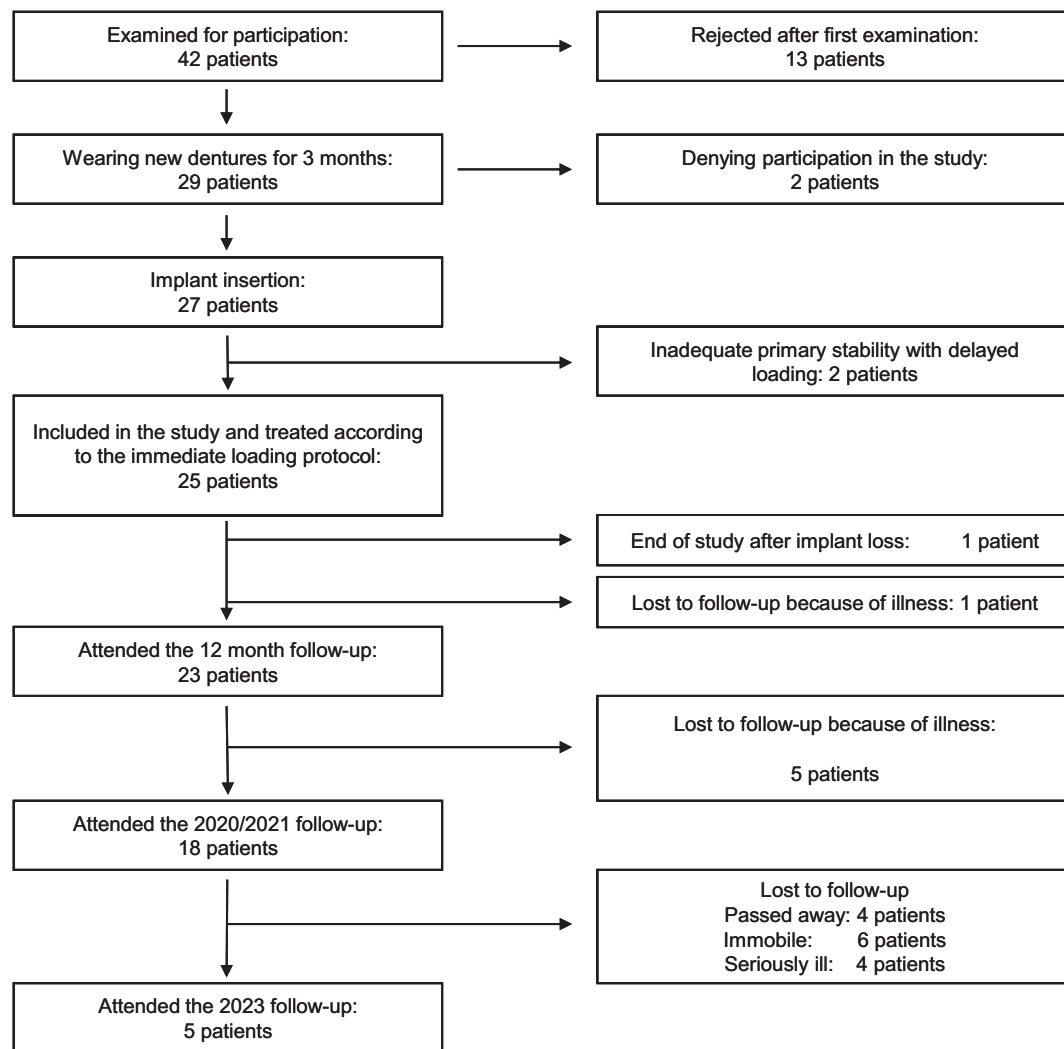 Examined for participation:
42 patients
Rejected after first examination:
13 patients
Wearing new dentures for 3 months:
29 patients
Denying participation in the study:
2 patients
Implant insertion:
27 patients
Inadequate primary stability with delayed
loading: 2 patients
Included in the study and treated according
to the immediate loading protocol:
25 patients
End of study after implant loss: 1 patient
Lost to follow-up because of illness: 1 patient
Attended the 12 month follow-up:
23 patients
Lost to follow-up because of illness:
5 patients
Attended the 2020/2021 follow-up:
18 patients
Lost to follow-up
Passed away: 4 patients
Immobile: 6 patients
Seriously ill: 4 patients
Attended the 2023 follow-up:
5 patients